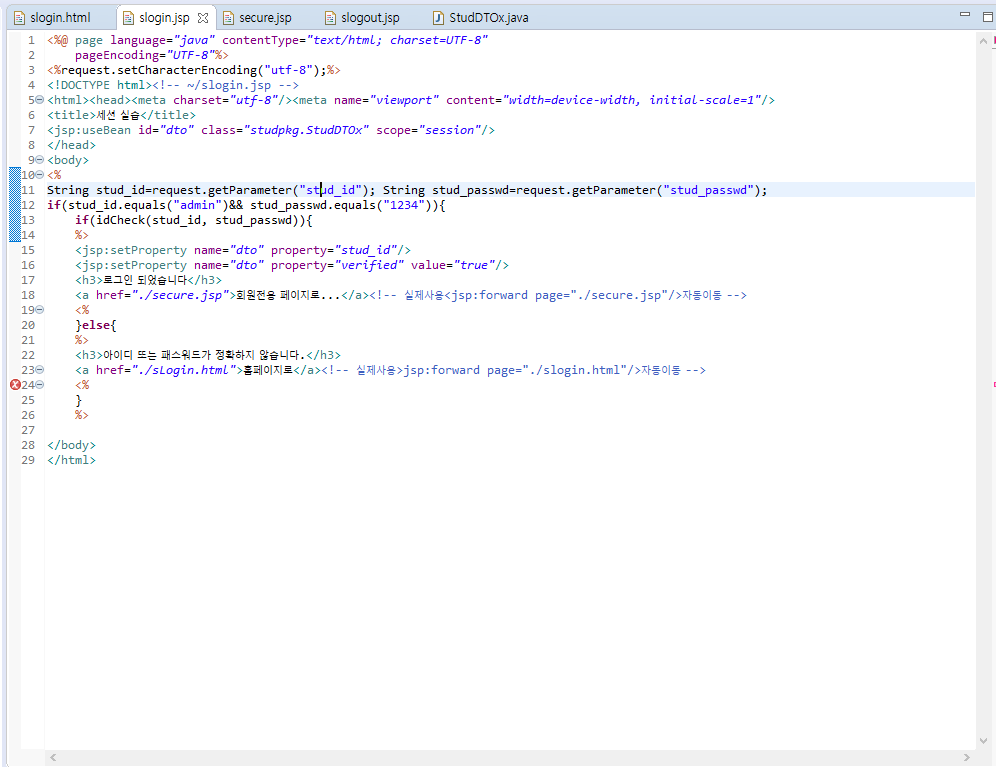 slogin.html slogin.jsp secure.jsp slogout.jsp StudDTOx.java
1 <%@ page language="java" contentType="text/html; charset=UTF-8"
2 pageEncoding="UTF-8"%>
3 <%request.setCharacterEncoding("utf-8");%>
4 <!DOCTYPE html><!-- ~/slogin.jsp -->
5 <html><head><meta charset="utf-8"/><meta name="viewport" content="width=device-width, initial-scale=1"/>
6 <title>세션 실습</title>
7 <jsp:useBean id="dto" class="studpkg.StudDTOx" scope="session"/>
8 </head>
9 <body>
10 <%
11 String stud_id=request.getParameter("stud_id"); String stud_passwd=request.getParameter("stud_passwd");
12 if(stud_id.equals("admin")&& stud_passwd.equals("1234")){
13 if(idCheck(stud_id, stud_passwd)){
14 %>
15 <jsp:setProperty name="dto" property="stud_id"/>
16 <jsp:setProperty name="dto" property="verified" value="true"/>
17 <h3>로그인 되었습니다</h3>
18 <a href="./secure.jsp">회원전용 페이지로...</a><!-- 실제사용<jsp:forward page="./secure.jsp"/>자동이동 -->
19 <%
20 }else{
21 %>
22 <h3>아이디 또는 패스워드가 정확하지 않습니다.</h3>
23 <a href="./sLogin.html">홈페이지로</a><!-- 실제사용>jsp:forward page="./slogin.html"/>자동이동 -->
24 <%
25 }
26 %>
27
28 </body>
29 </html>